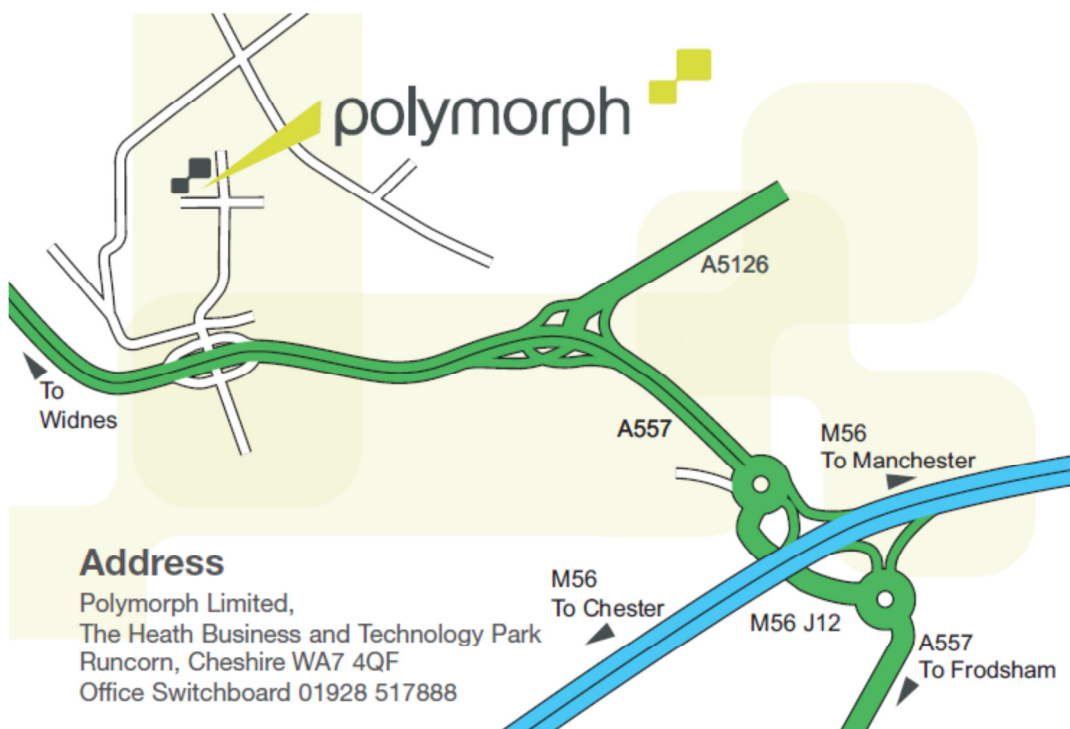 polymorph
A5126
To
Widnes
A557
M56
To Manchester
M56
To Chester
M56 J12
A557
To Frodsham
Address
Polymorph Limited,
The Heath Business and Technology Park
Runcorn, Cheshire WA7 4QF
Office Switchboard 01928 517888